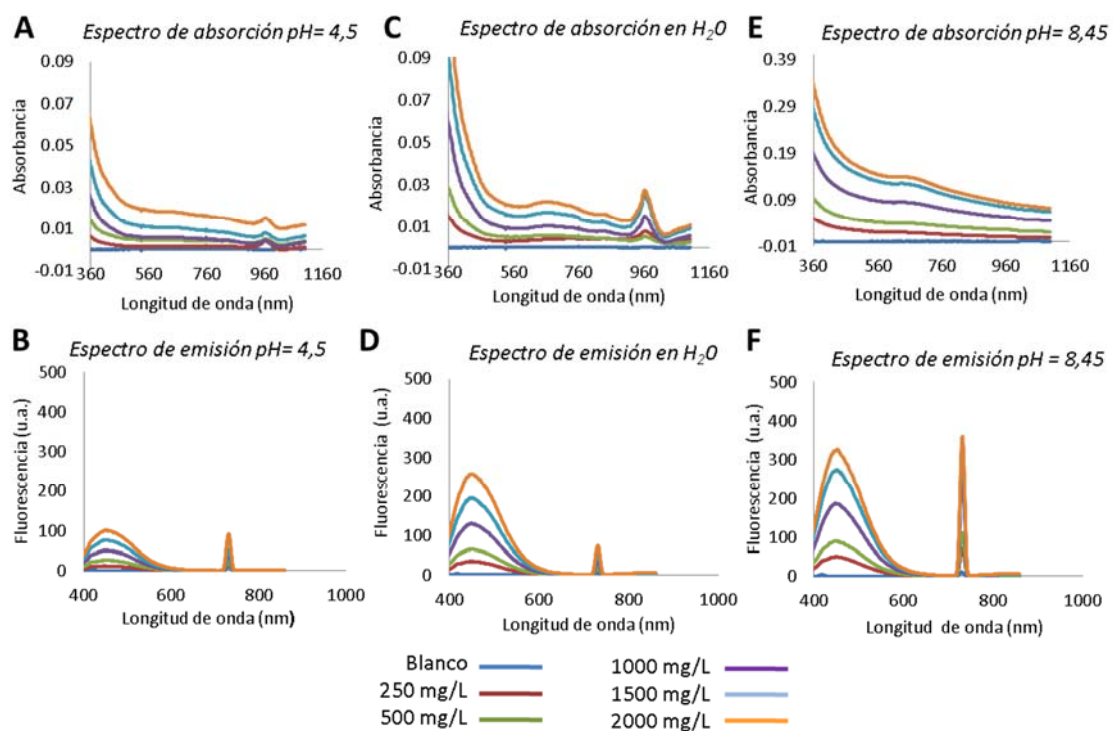 A
Espectro de absorción pH= 4,5
0.09
0.07
0.05
0.03
0.01
-0.01
Absorbancia
360
560
760
960
1160
Longitud de onda (nm)
C
Espectro de absorción en H₂0
0.09
0.07
0.05
0.03
0.01
-0.01
Absorbancia
360
560
760
960
1160
Longitud de onda (nm)
E
Espectro de absorción pH= 8,45
0.39
0.29
0.19
0.09
-0.01
Absorbancia
360
560
760
960
1160
Longitud de onda (nm)
B
Espectro de emisión pH= 4,5
500
400
300
200
100
0
Fluorescencia (u.a.)
400
600
800
1000
Longitud de onda (nm)
D
Espectro de emisión en H₂0
500
400
300
200
100
0
Fluorescencia (u.a.)
400
600
800
1000
Longitud de onda (nm)
F
Espectro de emisión pH = 8,45
500
400
300
200
100
0
Fluorescencia (u.a.)
400
600
800
1000
Longitud de onda (nm)
Blanco
250 mg/L
500 mg/L
1000 mg/L
1500 mg/L
2000 mg/L